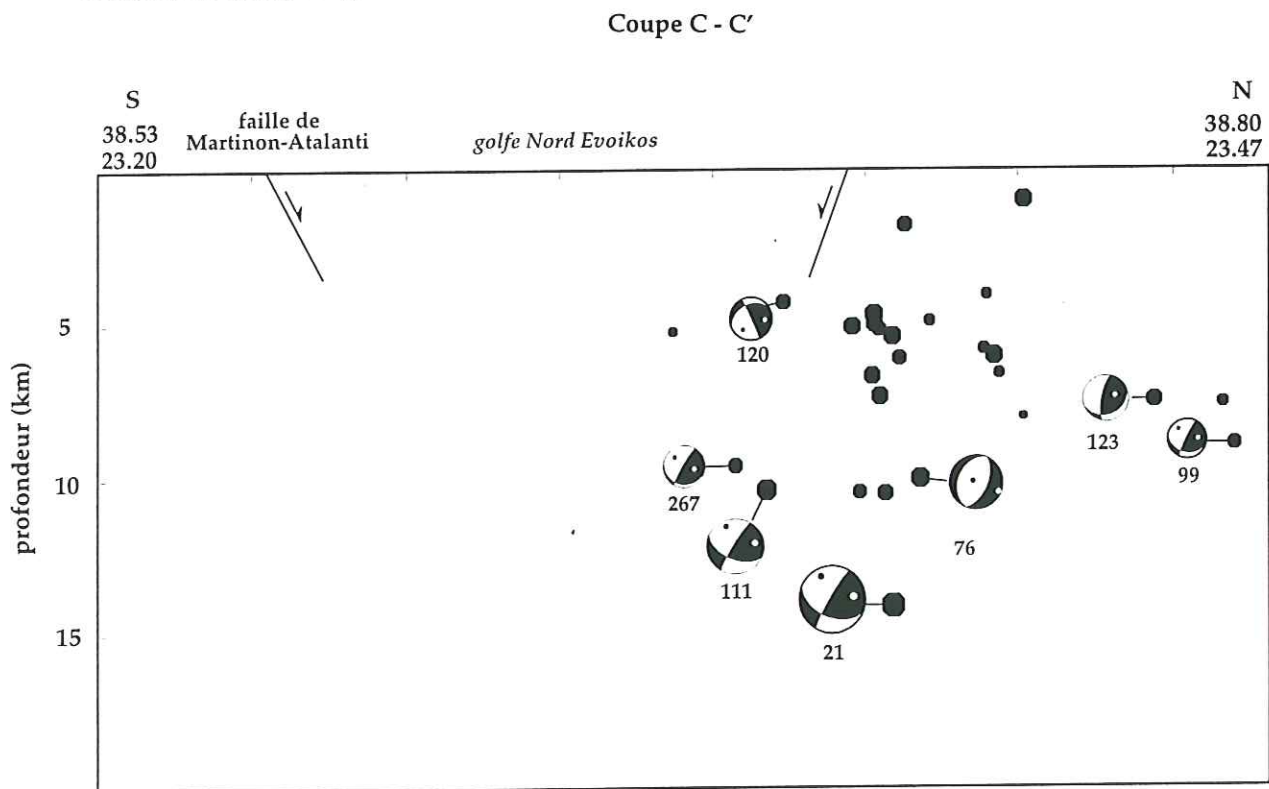 Coupe C - C′
S
N
38.53
23.20
faille de
Martinon-Atalanti
golfe Nord Evoikos
38.80
23.47
5
10
15
profondeur (km)
120
123
99
267
76
111
21